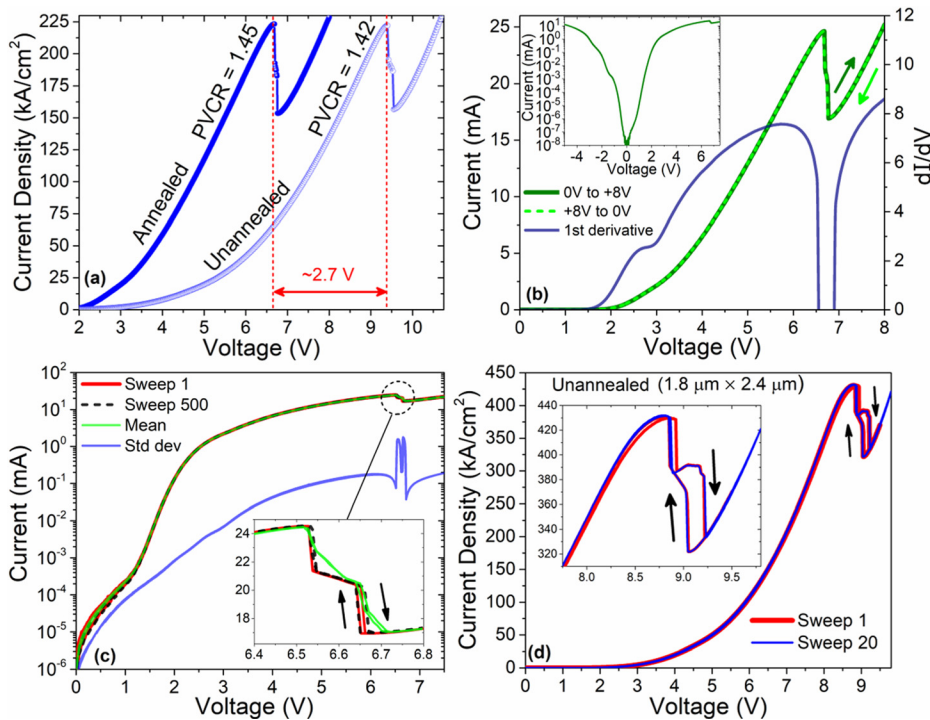 225
200
175
150
125
100
75
50
25
0
Current Density (kA/cm²)
2 3 4 5 6 7 8 9 10
Voltage (V)
Annealed
PVCR = 1.45
Unannealed
PVCR = 1.42
~2.7 V
(a)
25
20
15
10
5
0
Current (mA)
0 1 2 3 4 5 6 7 8
Voltage (V)
12
10
8
6
4
2
0
dI/dV
10¹
10⁰
10⁻¹
10⁻²
10⁻³
10⁻⁴
10⁻⁵
10⁻⁶
10⁻⁷
10⁻⁸
Current (mA)
-4 -2 0 2 4 6
Voltage (V)
0V to +8V
+8V to 0V
1st derivative
(b)
10²
10¹
10⁰
10⁻¹
10⁻²
10⁻³
10⁻⁴
10⁻⁵
10⁻⁶
Current (mA)
0 1 2 3 4 5 6 7
Voltage (V)
Sweep 1
Sweep 500
Mean
Std dev
24
22
20
18
16
6.4 6.5 6.6 6.7 6.8
(c)
450
400
350
300
250
200
150
100
50
0
Current Density (kA/cm²)
0 1 2 3 4 5 6 7 8 9
Voltage (V)
Unannealed (1.8 μm × 2.4 μm)
430
400
370
340
310
8.0 8.5 9.0 9.5
Sweep 1
Sweep 20
(d)